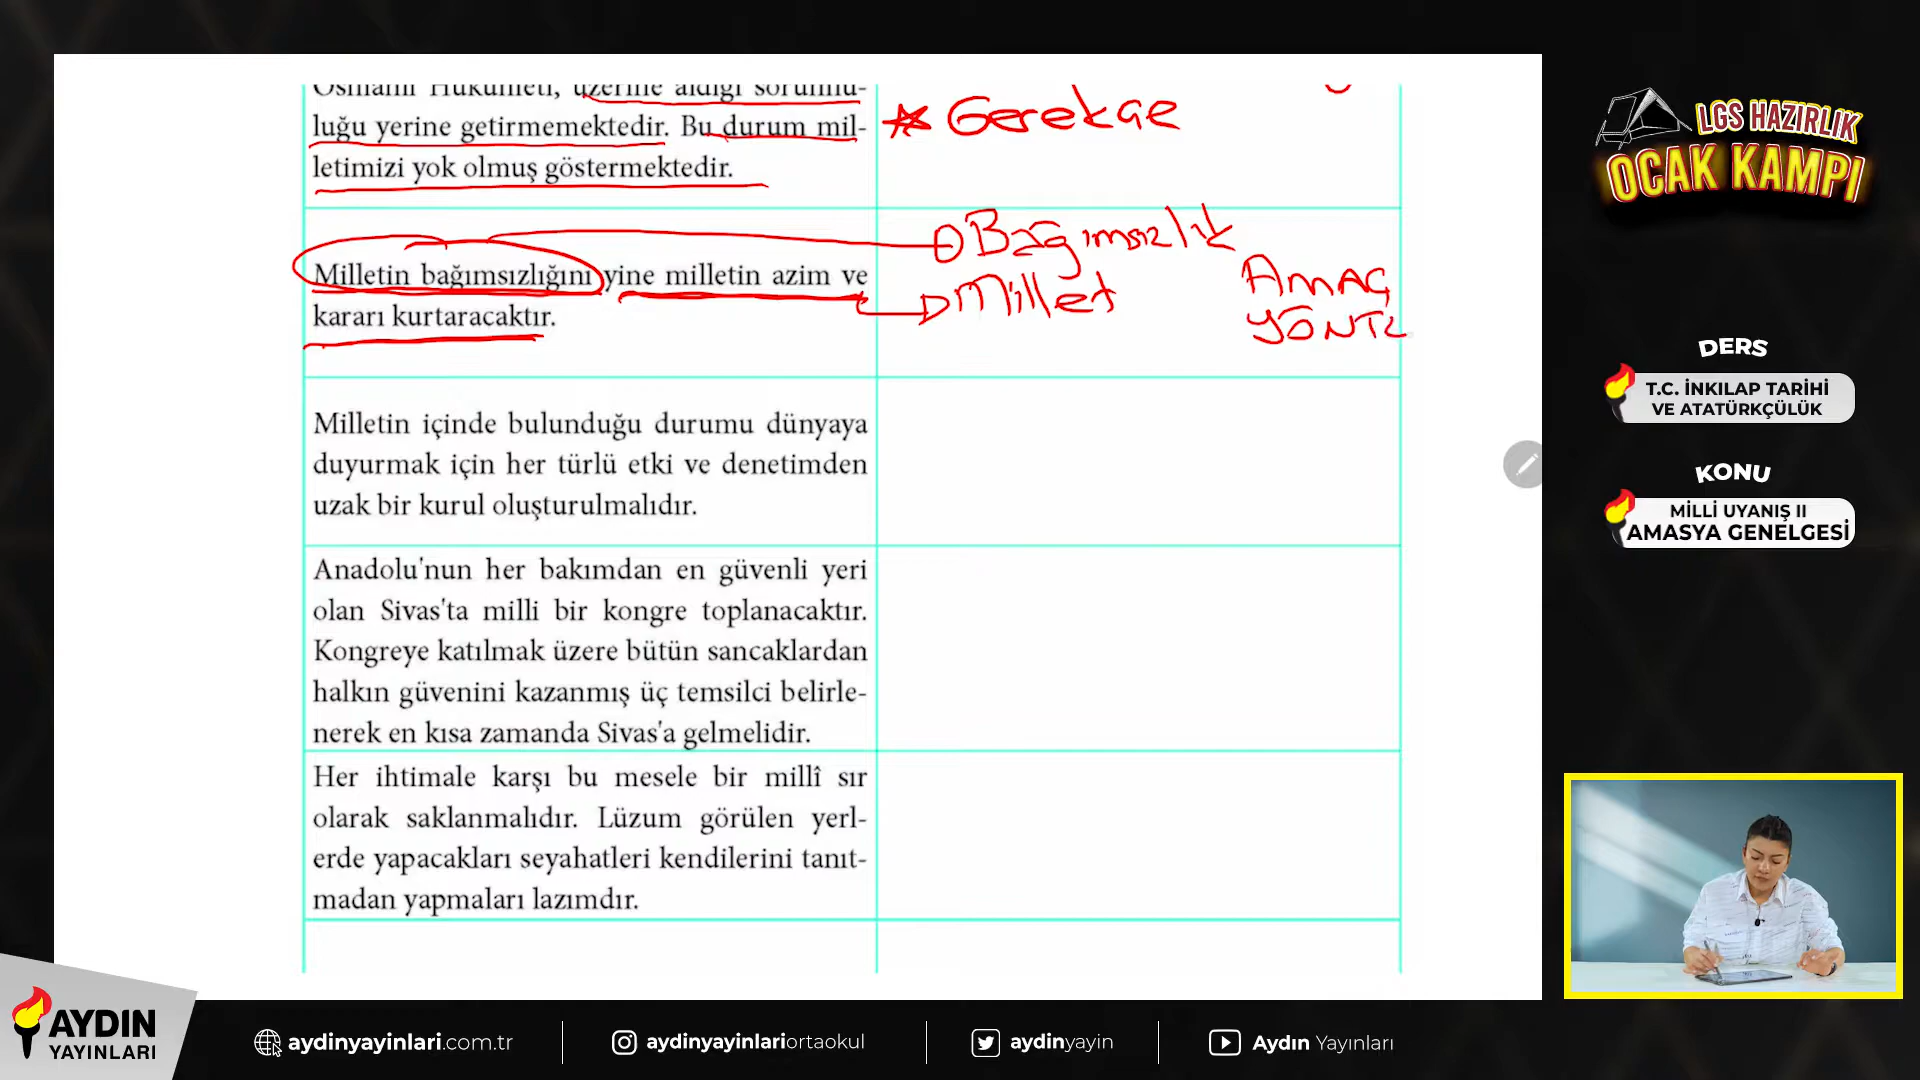 Osmanlı Hükûmeti, üzerine aldığı sorumlu-
luğu yerine getirmemektedir. Bu durum mil-
letimizi yok olmuş göstermektedir.
Gerekçe
Milletin bağımsızlığını yine milletin azim ve
kararı kurtaracaktır.
Bağımsızlık
Millet
AMAÇ
YÖNTE
Milletin içinde bulunduğu durumu dünyaya
duyurmak için her türlü etki ve denetimden
uzak bir kurul oluşturulmalıdır.
Anadolu'nun her bakımdan en güvenli yeri
olan Sivas'ta milli bir kongre toplanacaktır.
Kongreye katılmak üzere bütün sancaklardan
halkın güvenini kazanmış üç temsilci belirle-
nerek en kısa zamanda Sivas'a gelmelidir.
Her ihtimale karşı bu mesele bir millî sır
olarak saklanmalıdır. Lüzum görülen yerl-
erde yapacakları seyahatleri kendilerini tanıt-
madan yapmaları lazımdır.
LGS HAZIRLIK
OCAK KAMPI
DERS
T.C. İNKILAP TARİHİ
VE ATATÜRKÇÜLÜK
KONU
MİLLİ UYANIŞ II
AMASYA GENELGESİ
AYDIN
YAYINLARI
aydinyayinlari.com.tr
aydinyayinlariortaokul
aydinyayin
Aydın Yayınları